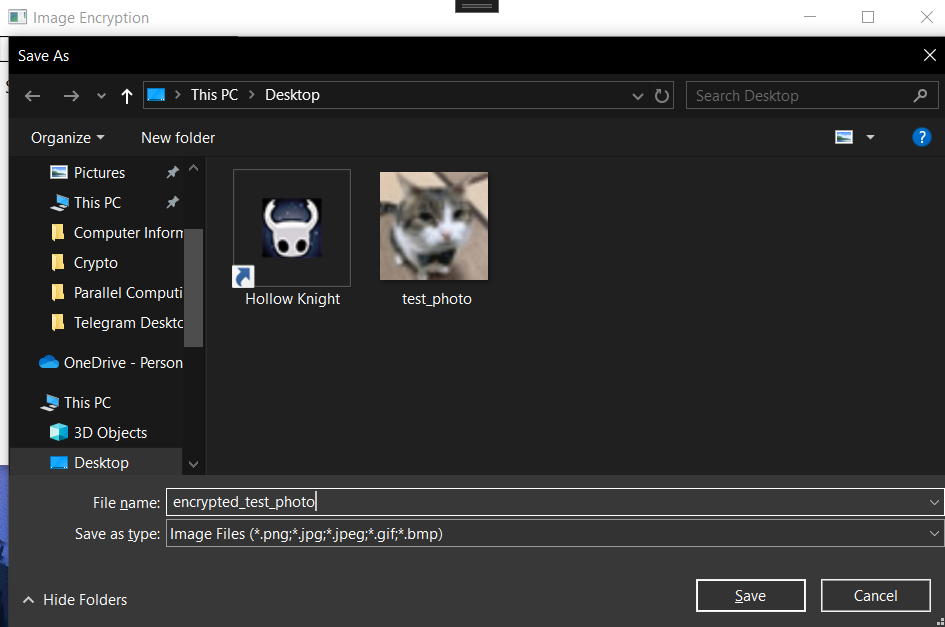 Image Encryption
Save As
This PC > Desktop
Search Desktop
Organize
New folder
?
Pictures
This PC
Computer Inform
Crypto
Parallel Computi
Telegram Deskto
OneDrive - Person
This PC
3D Objects
Desktop
Hollow Knight
test_photo
File name: encrypted_test_photo
Save as type: Image Files (*.png;*.jpg;*.jpeg;*.gif;*.bmp)
Hide Folders
Save
Cancel